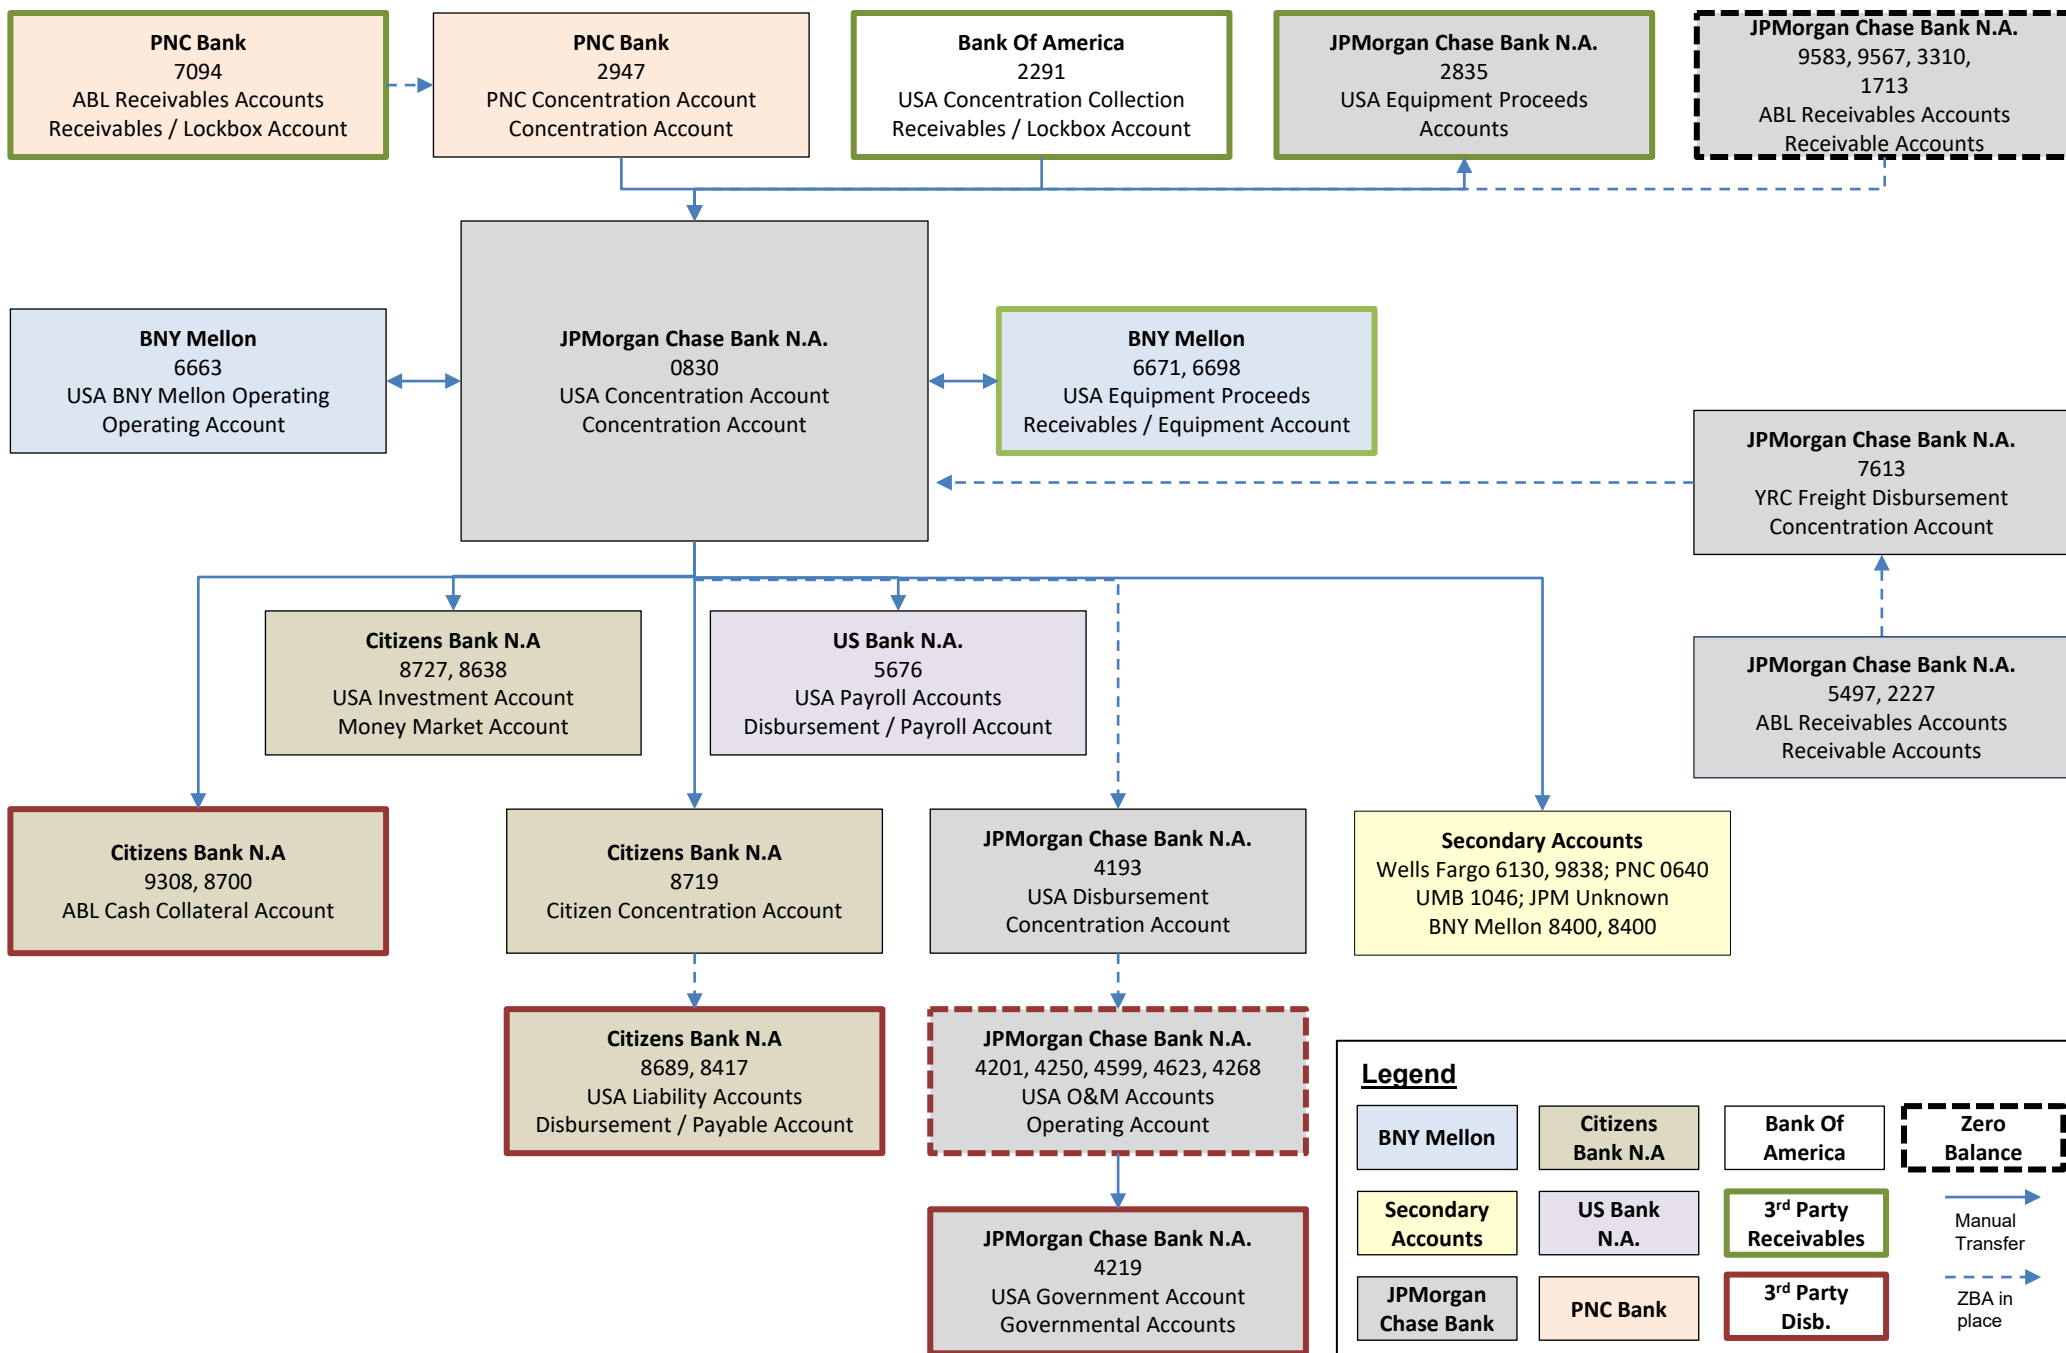 PNC Bank
7094
ABL Receivables Accounts
Receivables / Lockbox Account
PNC Bank
2947
PNC Concentration Account
Concentration Account
Bank Of America
2291
USA Concentration Collection
Receivables / Lockbox Account
JPMorgan Chase Bank N.A.
2835
USA Equipment Proceeds
Accounts
JPMorgan Chase Bank N.A.
9583, 9567, 3310,
1713
ABL Receivables Accounts
Receivable Accounts
BNY Mellon
6663
USA BNY Mellon Operating
Operating Account
JPMorgan Chase Bank N.A.
0830
USA Concentration Account
Concentration Account
BNY Mellon
6671, 6698
USA Equipment Proceeds
Receivables / Equipment Account
JPMorgan Chase Bank N.A.
7613
YRC Freight Disbursement
Concentration Account
Citizens Bank N.A
8727, 8638
USA Investment Account
Money Market Account
US Bank N.A.
5676
USA Payroll Accounts
Disbursement / Payroll Account
JPMorgan Chase Bank N.A.
5497, 2227
ABL Receivables Accounts
Receivable Accounts
Citizens Bank N.A
9308, 8700
ABL Cash Collateral Account
Citizens Bank N.A
8719
Citizen Concentration Account
JPMorgan Chase Bank N.A.
4193
USA Disbursement
Concentration Account
Secondary Accounts
Wells Fargo 6130, 9838; PNC 0640
UMB 1046; JPM Unknown
BNY Mellon 8400, 8400
Citizens Bank N.A
8689, 8417
USA Liability Accounts
Disbursement / Payable Account
JPMorgan Chase Bank N.A.
4201, 4250, 4599, 4623, 4268
USA O&M Accounts
Operating Account
JPMorgan Chase Bank N.A.
4219
USA Government Account
Governmental Accounts
Legend
BNY Mellon
Citizens
Bank N.A
Bank Of
America
Zero
Balance
Secondary
Accounts
US Bank
N.A.
3rd Party
Receivables
Manual
Transfer
JPMorgan
Chase Bank
PNC Bank
3rd Party
Disb.
ZBA in
place